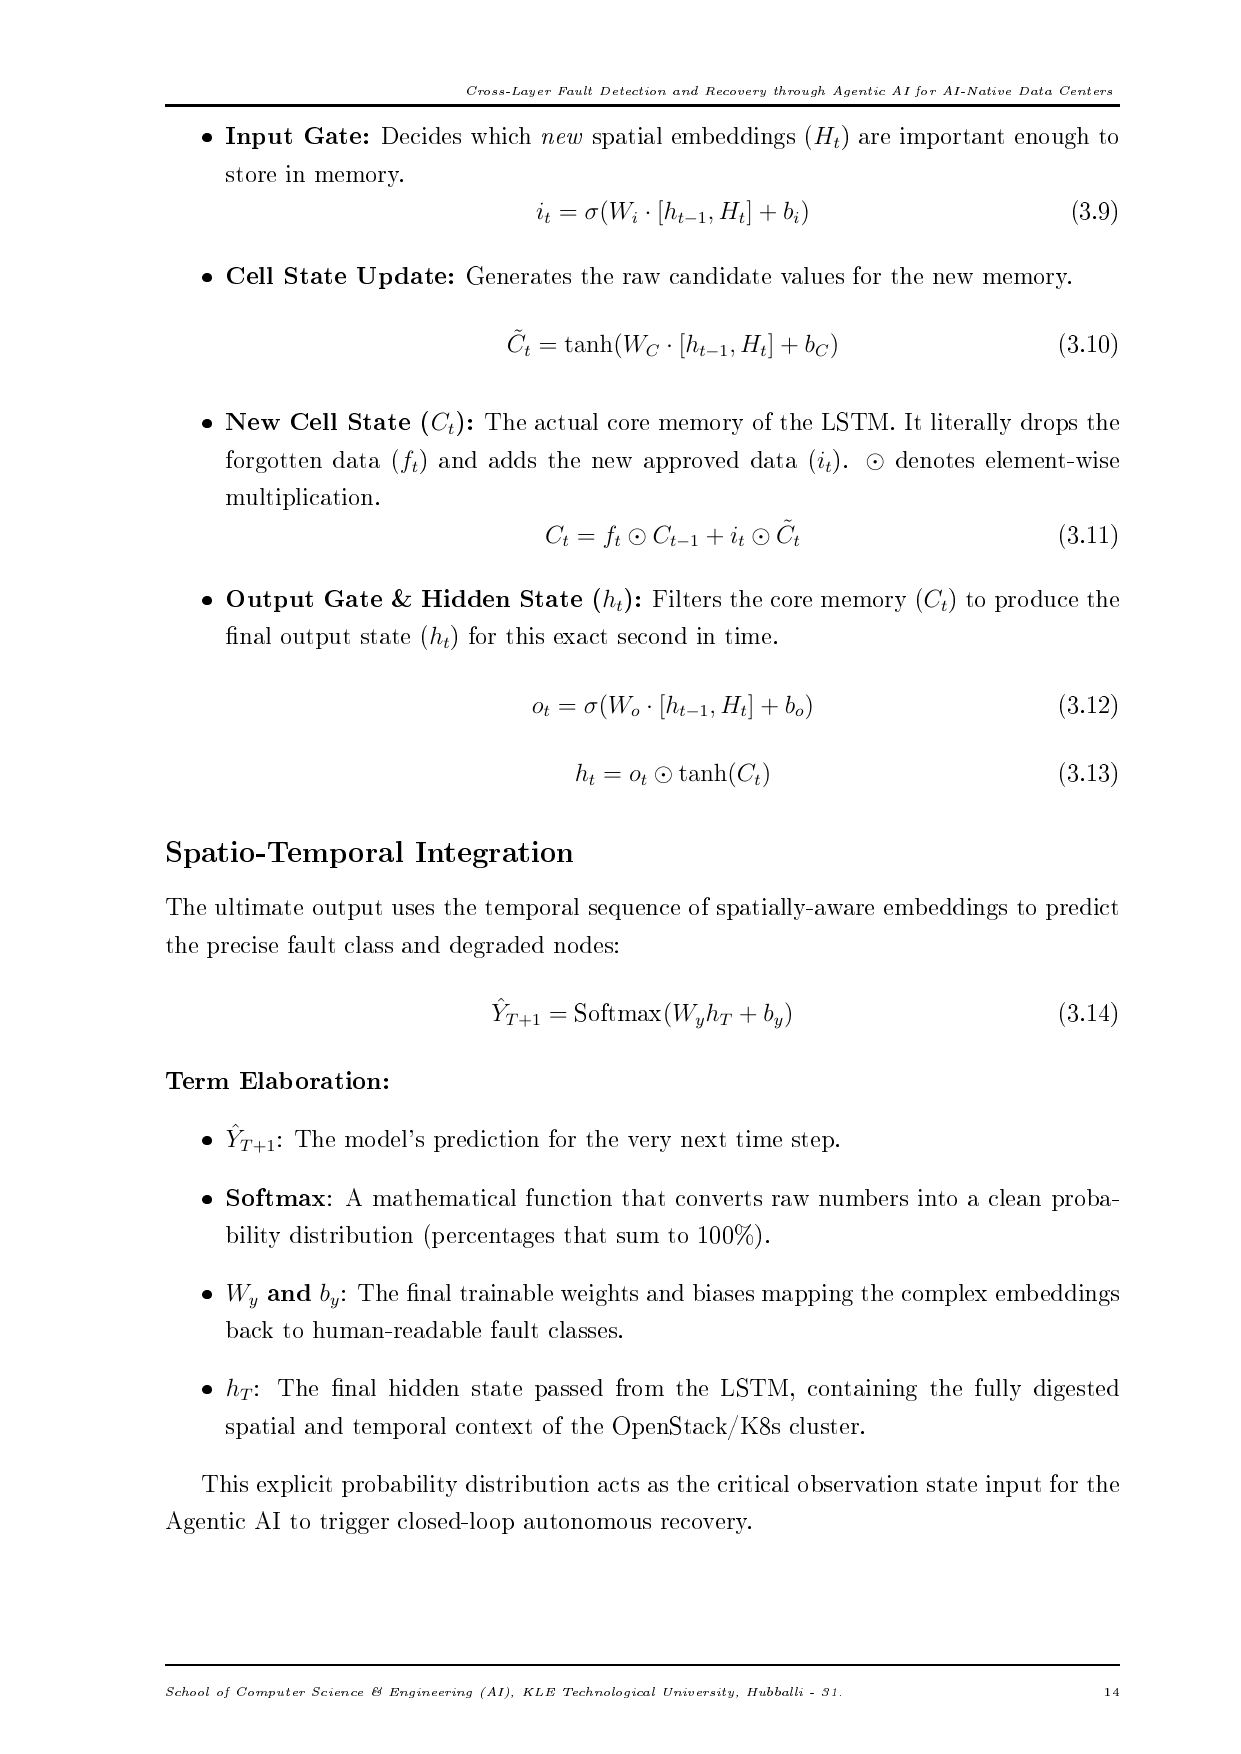 Cross-Layer Fault Detection and Recovery through Agentic AI for AI-Native Data Centers
• Input Gate: Decides which new spatial embeddings (H_t) are important enough to
store in memory.
i_t = σ(W_i · [h_{t−1}, H_t] + b_i) (3.9)
• Cell State Update: Generates the raw candidate values for the new memory.
C̃_t = tanh(W_C · [h_{t−1}, H_t] + b_C) (3.10)
• New Cell State (C_t): The actual core memory of the LSTM. It literally drops the
forgotten data (f_t) and adds the new approved data (i_t). ⊙ denotes element-wise
multiplication.
C_t = f_t ⊙ C_{t−1} + i_t ⊙ C̃_t (3.11)
• Output Gate & Hidden State (h_t): Filters the core memory (C_t) to produce the
final output state (h_t) for this exact second in time.
o_t = σ(W_o · [h_{t−1}, H_t] + b_o) (3.12)
h_t = o_t ⊙ tanh(C_t) (3.13)
Spatio-Temporal Integration
The ultimate output uses the temporal sequence of spatially-aware embeddings to predict
the precise fault class and degraded nodes:
Ŷ_{T+1} = Softmax(W_y h_T + b_y) (3.14)
Term Elaboration:
• Ŷ_{T+1}: The model's prediction for the very next time step.
• Softmax: A mathematical function that converts raw numbers into a clean proba-
bility distribution (percentages that sum to 100%).
• W_y and b_y: The final trainable weights and biases mapping the complex embeddings
back to human-readable fault classes.
• h_T: The final hidden state passed from the LSTM, containing the fully digested
spatial and temporal context of the OpenStack/K8s cluster.
This explicit probability distribution acts as the critical observation state input for the
Agentic AI to trigger closed-loop autonomous recovery.
School of Computer Science & Engineering (AI), KLE Technological University, Hubballi - 31. 14